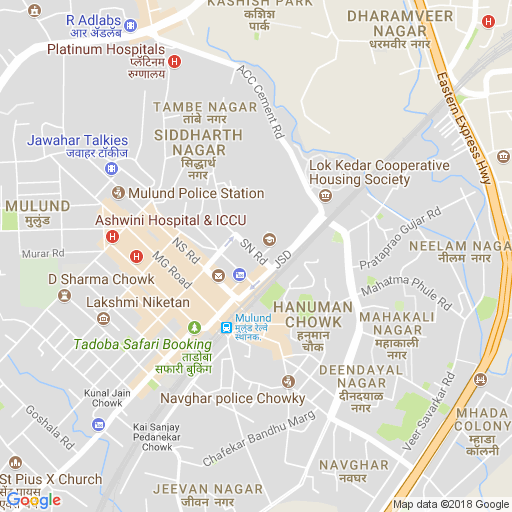 KASHISH PARK
कशिश
पार्क
R Adlabs
आर अ‍ॅडलॅब
Platinum Hospitals
प्लॅटिनम
रुग्णालय
DHARAMVEER
NAGAR
धरमवीर नगर
ACC Cement Rd
Eastern Express Hwy
TAMBE NAGAR
तांबे नगर
Jawahar Talkies
जवाहर टॉकीज
SIDDHARTH
NAGAR
सिद्धार्थ
नगर
Lok Kedar Cooperative
Housing Society
Mulund Police Station
MULUND
मुलुंड
Ashwini Hospital & ICCU
Prataprao Gujar Rd
Murar Rd
NS Rd
MG Road
SN Rd
JSD
NEELAM NAGA
नीलम नगर
D Sharma Chowk
Mahatma Phule Rd
Lakshmi Niketan
HANUMAN
CHOWK
हनुमान
चौक
MAHAKALI
NAGAR
महाकाली
नगर
Mulund
मुलुंड रेल्वे
स्थानक.
Tadoba Safari Booking
ताडोबा
सफारी बुकिंग
DEENDAYAL
NAGAR
दीनदयाळ
नगर
Kunal Jain
Chowk
Navghar police Chowky
Goshala Rd
Kai Sanjay
Pedanekar
Chowk
Chafekar Bandhu Marg
Veer Savarkar Rd
MHADA
COLONY
म्हाडा
कॉलनी
St Pius X Church
सेंट पायस
एक्स चर्च
NAVGHAR
नवघर
JEEVAN NAGAR
जीवन नगर
Google
Map data ©2018 Google